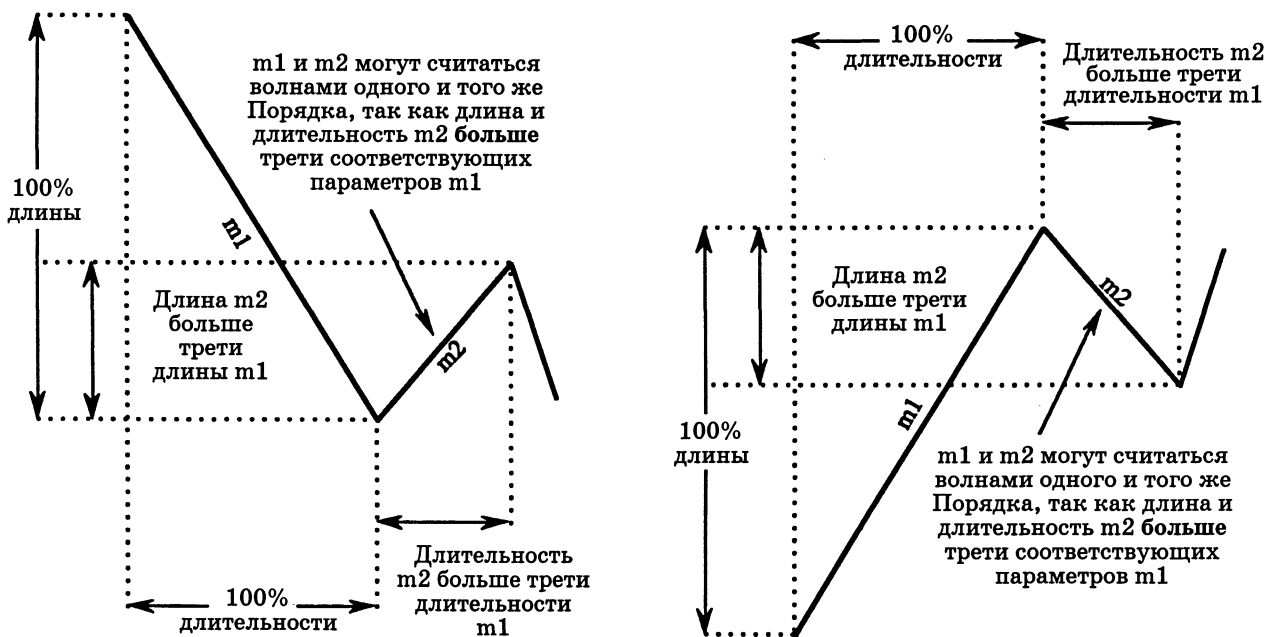 m1 и m2 могут считаться
волнами одного и того же
Порядка, так как длина и
длительность m2 больше
трети соответствующих
параметров m1
100%
длины
m1
Длина m2
больше
трети
длины m1
m2
Длительность
m2 больше трети
длительности
m1
100%
длительности
100%
длительности
Длительность m2
больше трети
длительности m1
Длина m2
больше трети
длины m1
m2
m1
100%
длины
m1 и m2 могут считаться
волнами одного и того же
Порядка, так как длина и
длительность m2 больше
трети соответствующих
параметров m1